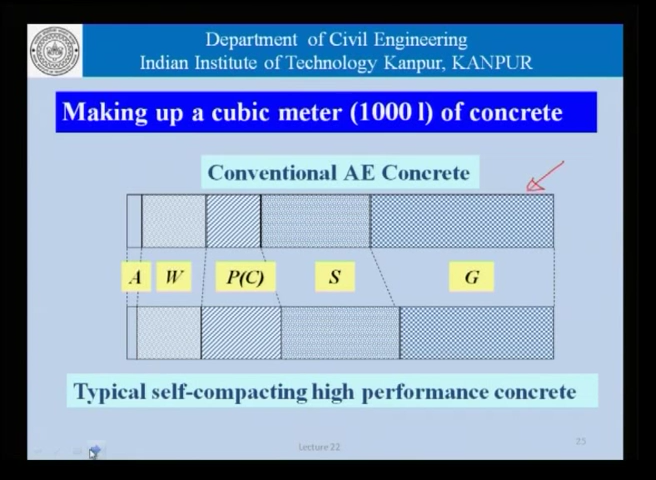 Department of Civil Engineering
Indian Institute of Technology Kanpur, KANPUR
Making up a cubic meter (1000 l) of concrete
Conventional AE Concrete
A W P(C) S G
Typical self-compacting high performance concrete
Lecture 22
23